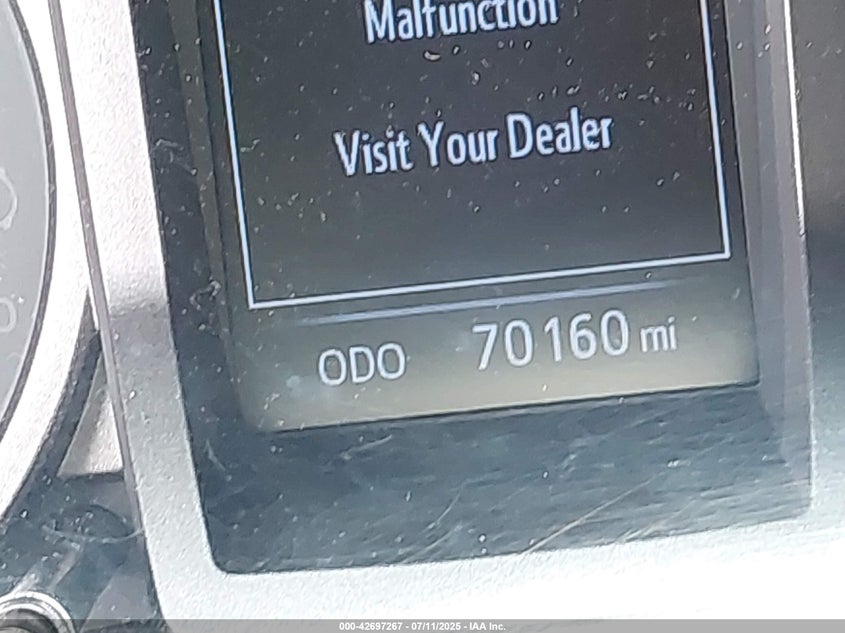 Malfunction
Visit Your Dealer
ODO 70160 mi
000-42697267 - 07/11/2025 - IAA Inc.